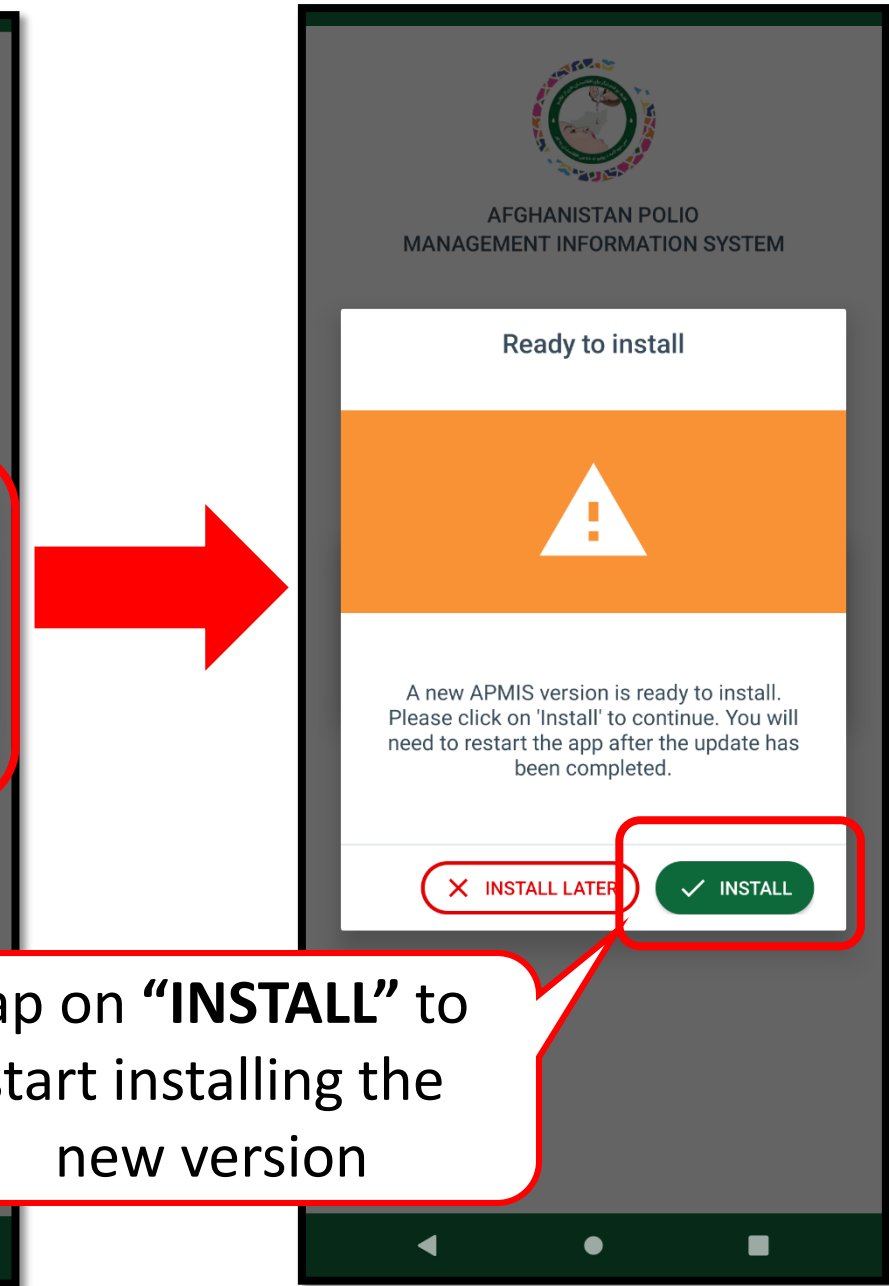 AFGHANISTAN POLIO
MANAGEMENT INFORMATION SYSTEM
Ready to install
A new APMIS version is ready to install.
Please click on 'Install' to continue. You will
need to restart the app after the update has
been completed.
INSTALL LATER
INSTALL
ap on “INSTALL” to
start installing the
new version